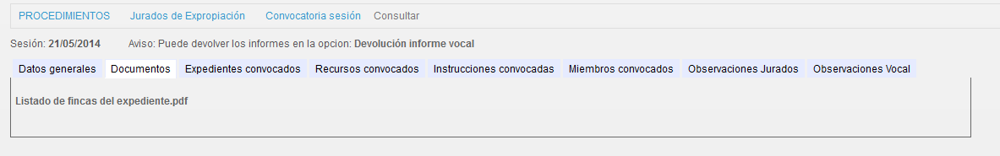 PROCEDIMIENTOS Jurados de Expropiación Convocatoria sesión Consultar
Sesión: 21/05/2014 Aviso: Puede devolver los informes en la opcion: Devolución informe vocal
Datos generales Documentos Expedientes convocados Recursos convocados Instrucciones convocadas Miembros convocados Observaciones Jurados Observaciones Vocal
Listado de fincas del expediente.pdf